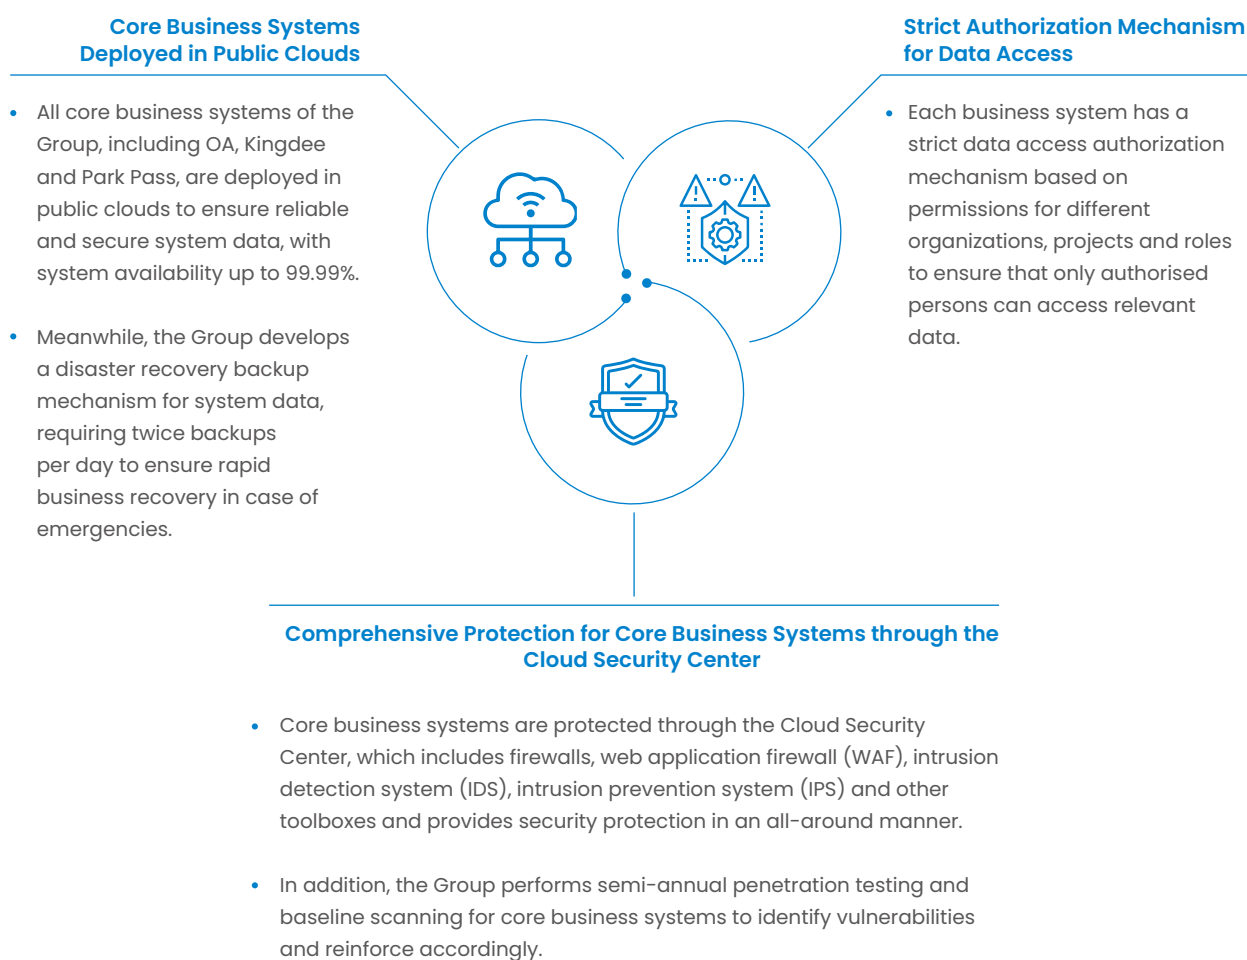 Core Business Systems
Deployed in Public Clouds
• All core business systems of the
Group, including OA, Kingdee
and Park Pass, are deployed in
public clouds to ensure reliable
and secure system data, with
system availability up to 99.99%.
• Meanwhile, the Group develops
a disaster recovery backup
mechanism for system data,
requiring twice backups
per day to ensure rapid
business recovery in case of
emergencies.
Strict Authorization Mechanism
for Data Access
• Each business system has a
strict data access authorization
mechanism based on
permissions for different
organizations, projects and roles
to ensure that only authorised
persons can access relevant
data.
Comprehensive Protection for Core Business Systems through the
Cloud Security Center
• Core business systems are protected through the Cloud Security
Center, which includes firewalls, web application firewall (WAF), intrusion
detection system (IDS), intrusion prevention system (IPS) and other
toolboxes and provides security protection in an all-around manner.
• In addition, the Group performs semi-annual penetration testing and
baseline scanning for core business systems to identify vulnerabilities
and reinforce accordingly.